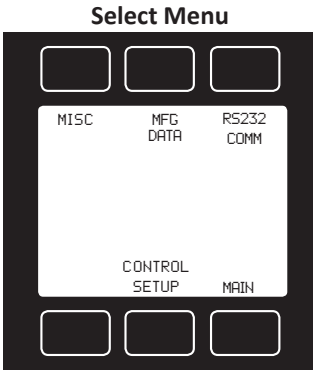 Select Menu
MISC MFG RS232
DATA COMM
CONTROL
SETUP MAIN